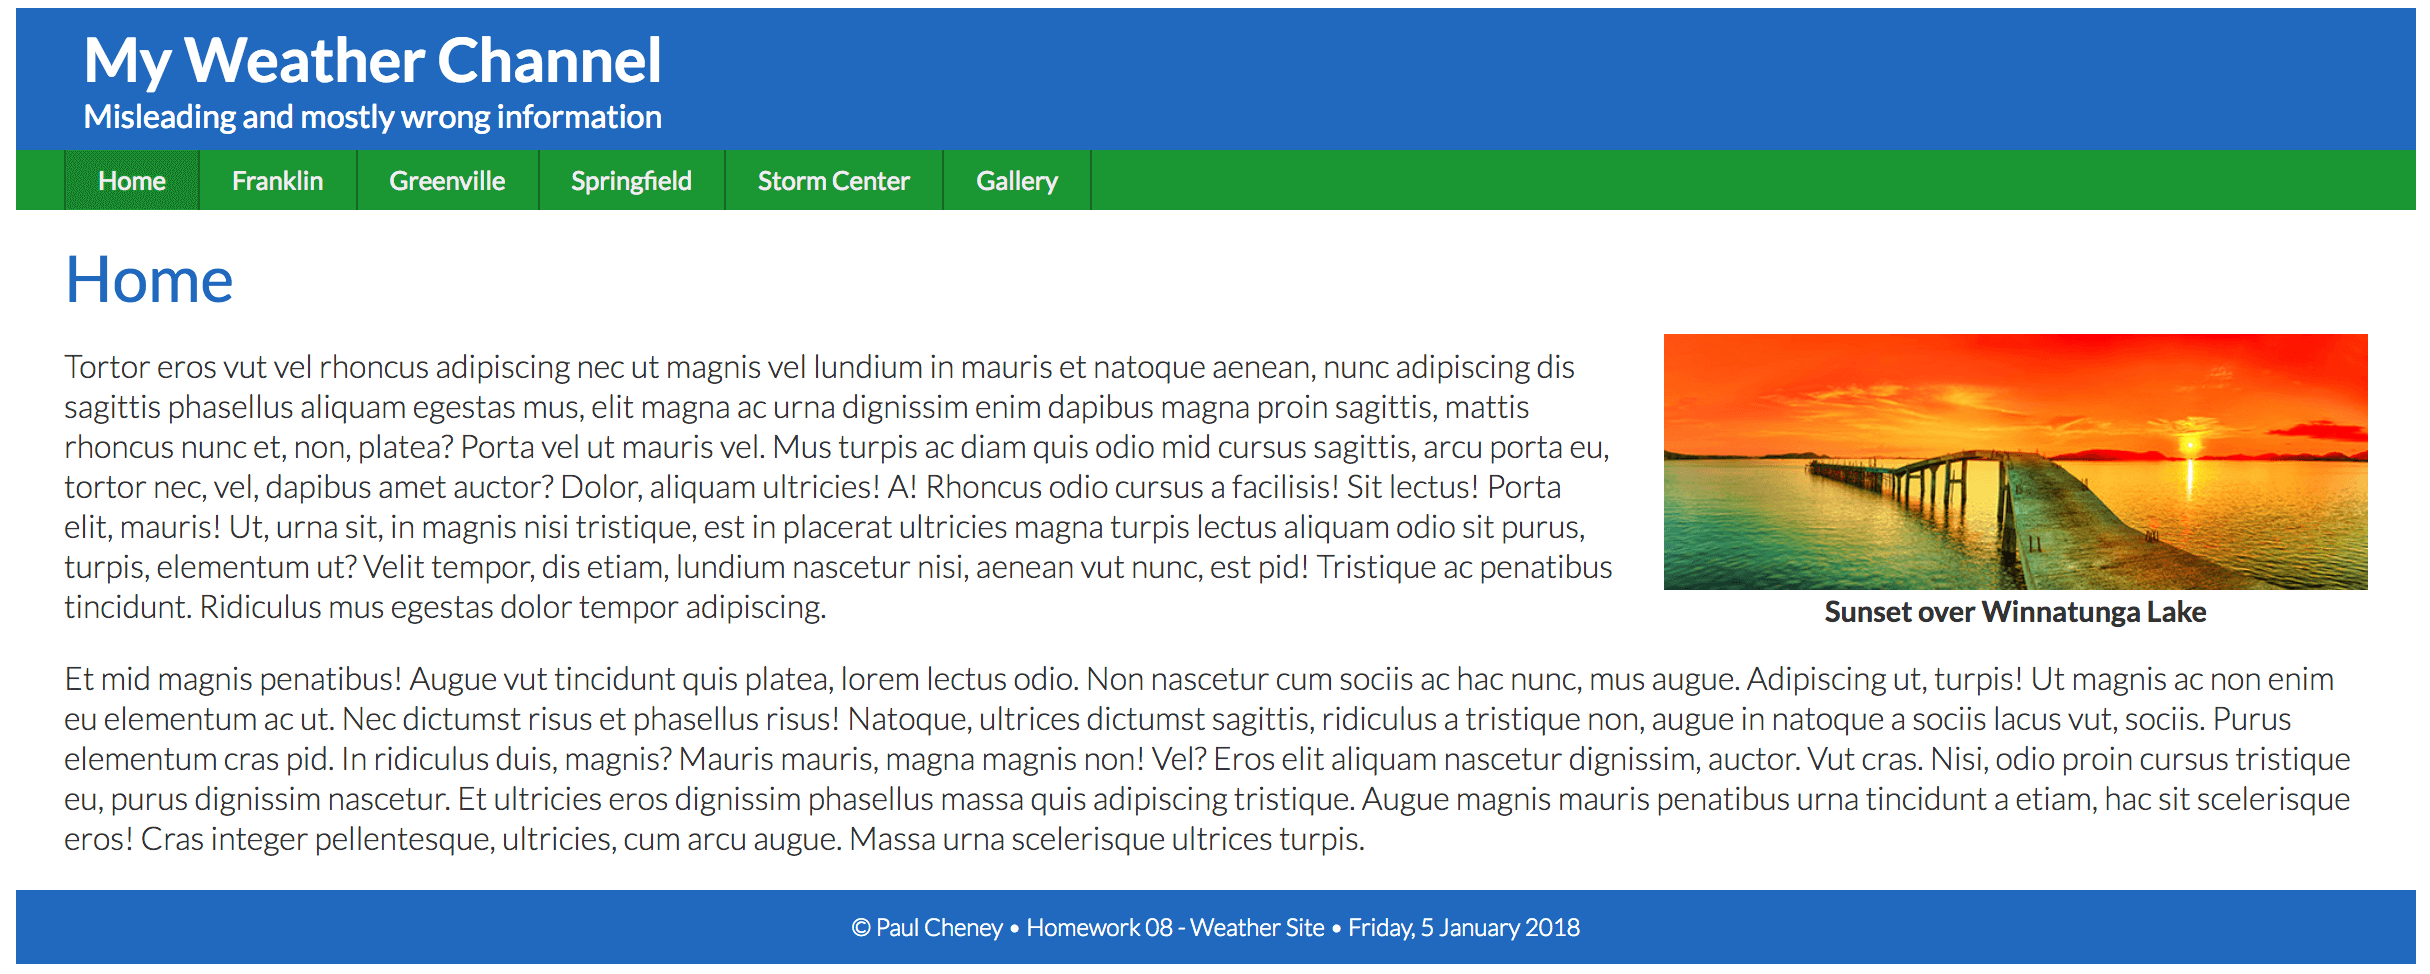 My Weather Channel
Misleading and mostly wrong information
Home Franklin Greenville Springfield Storm Center Gallery
Home
Tortor eros vut vel rhoncus adipiscing nec ut magnis vel lundium in mauris et natoque aenean, nunc adipiscing dis
sagittis phasellus aliquam egestas mus, elit magna ac urna dignissim enim dapibus magna proin sagittis, mattis
rhoncus nunc et, non, platea? Porta vel ut mauris vel. Mus turpis ac diam quis odio mid cursus sagittis, arcu porta eu,
tortor nec, vel, dapibus amet auctor? Dolor, aliquam ultricies! A! Rhoncus odio cursus a facilisis! Sit lectus! Porta
elit, mauris! Ut, urna sit, in magnis nisi tristique, est in placerat ultricies magna turpis lectus aliquam odio sit purus,
turpis, elementum ut? Velit tempor, dis etiam, lundium nascetur nisi, aenean vut nunc, est pid! Tristique ac penatibus
tincidunt. Ridiculus mus egestas dolor tempor adipiscing.
Sunset over Winnatunga Lake
Et mid magnis penatibus! Augue vut tincidunt quis platea, lorem lectus odio. Non nascetur cum sociis ac hac nunc, mus augue. Adipiscing ut, turpis! Ut magnis ac non enim
eu elementum ac ut. Nec dictumst risus et phasellus risus! Natoque, ultrices dictumst sagittis, ridiculus a tristique non, augue in natoque a sociis lacus vut, sociis. Purus
elementum cras pid. In ridiculus duis, magnis? Mauris mauris, magna magnis non! Vel? Eros elit aliquam nascetur dignissim, auctor. Vut cras. Nisi, odio proin cursus tristique
eu, purus dignissim nascetur. Et ultricies eros dignissim phasellus massa quis adipiscing tristique. Augue magnis mauris penatibus urna tincidunt a etiam, hac sit scelerisque
eros! Cras integer pellentesque, ultricies, cum arcu augue. Massa urna scelerisque ultrices turpis.
© Paul Cheney • Homework 08 - Weather Site • Friday, 5 January 2018